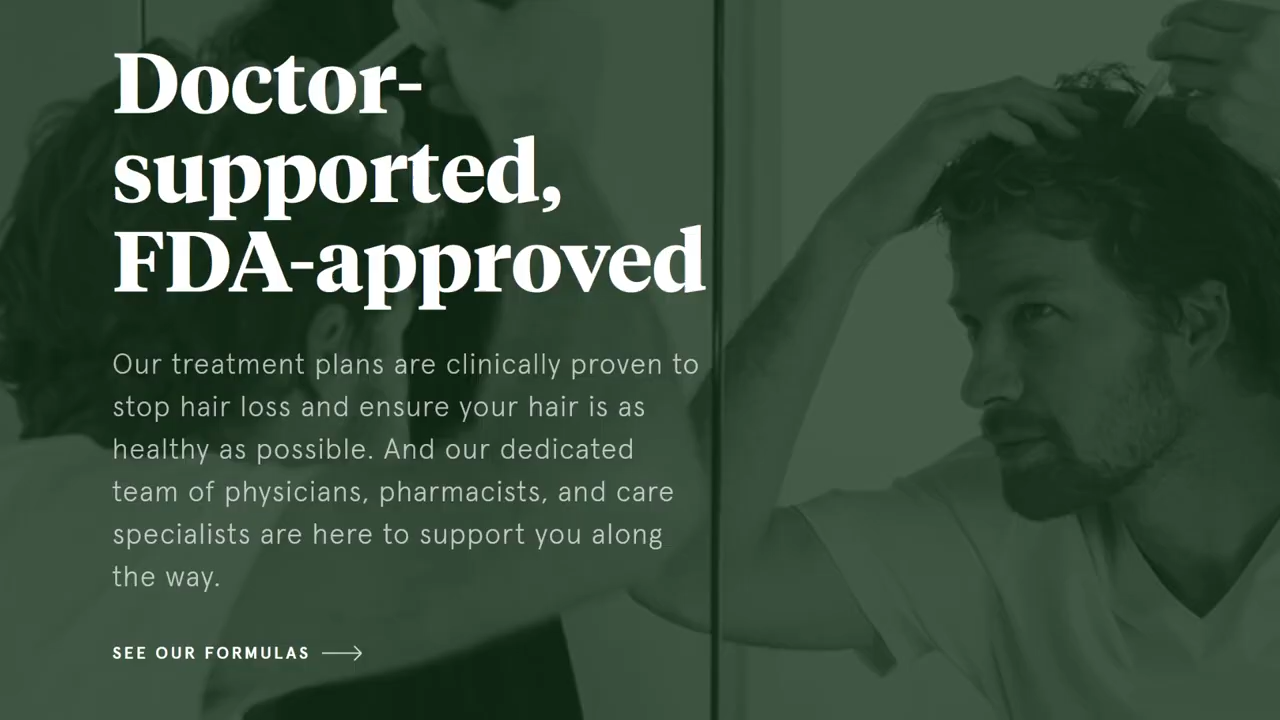 Doctor-
supported,
FDA-approved
Our treatment plans are clinically proven to
stop hair loss and ensure your hair is as
healthy as possible. And our dedicated
team of physicians, pharmacists, and care
specialists are here to support you along
the way.
SEE OUR FORMULAS